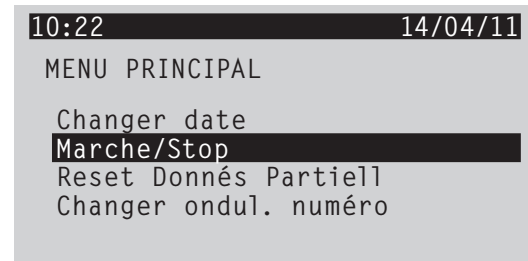 10:22 14/04/11
MENU PRINCIPAL
Changer date
Marche/Stop
Reset Donnés Partiell
Changer ondul. numéro